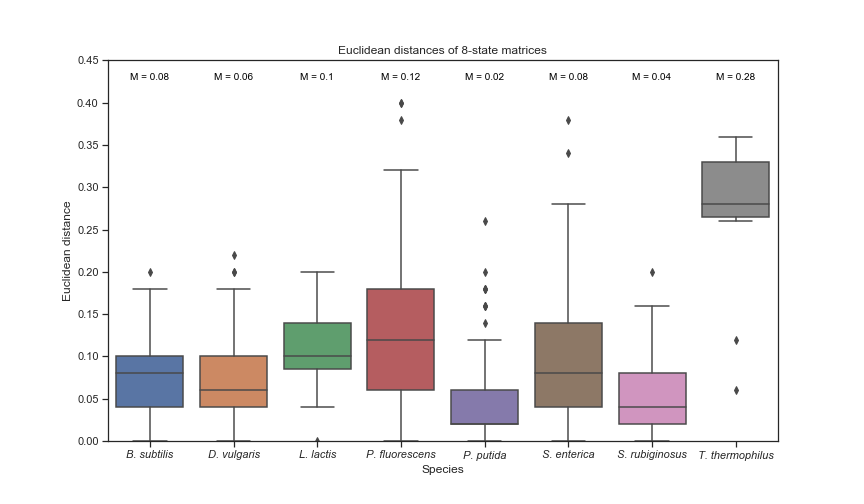 Euclidean distances of 8-state matrices
M = 0.08 M = 0.06 M = 0.1 M = 0.12 M = 0.02 M = 0.08 M = 0.04 M = 0.28
0.45
0.40
0.35
0.30
0.25
0.20
0.15
0.10
0.05
0.00
Euclidean distance
B. subtilis D. vulgaris L. lactis P. fluorescens P. putida S. enterica S. rubiginosus T. thermophilus
Species